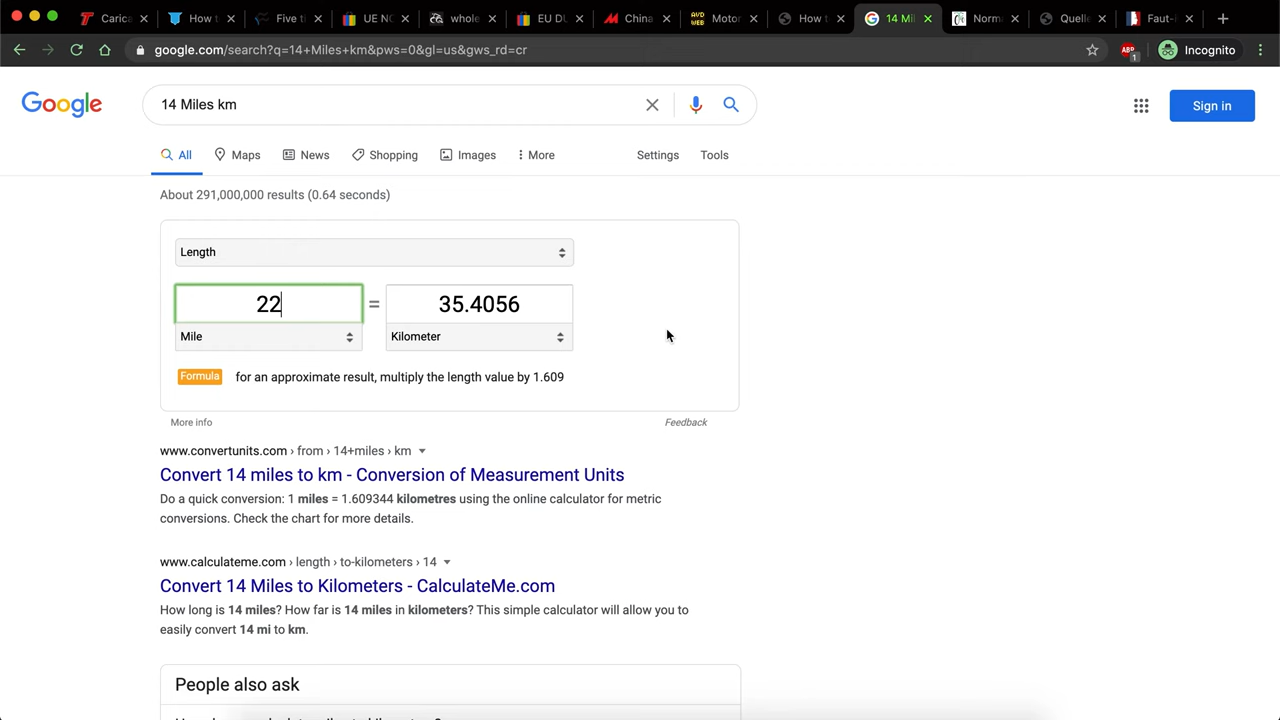 Carica
How t
Five ti
UE NO
whole
EU DU
China
Motor
How t
14 Mil
Norm
Quelle
Faut-
google.com/search?q=14+Miles+km&pws=0&gl=us&gws_rd=cr
ABP
1
Incognito
Google
14 Miles km
Sign in
All
Maps
News
Shopping
Images
More
Settings
Tools
About 291,000,000 results (0.64 seconds)
Length
22 = 35.4056
Mile
Kilometer
Formula for an approximate result, multiply the length value by 1.609
More info
Feedback
www.convertunits.com › from › 14+miles › km
Convert 14 miles to km - Conversion of Measurement Units
Do a quick conversion: 1 miles = 1.609344 kilometres using the online calculator for metric
conversions. Check the chart for more details.
www.calculateme.com › length › to-kilometers › 14
Convert 14 Miles to Kilometers - CalculateMe.com
How long is 14 miles? How far is 14 miles in kilometers? This simple calculator will allow you to
easily convert 14 mi to km.
People also ask